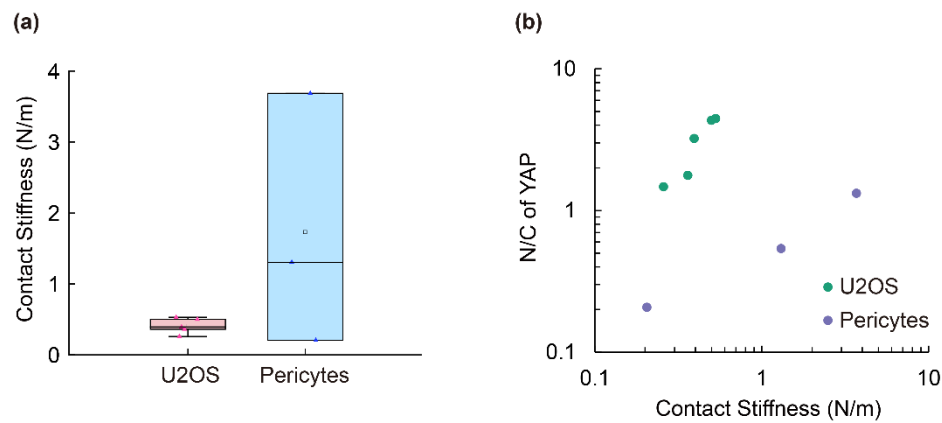 (a)
Contact Stiffness (N/m)
4
3
2
1
0
U2OS
Pericytes
(b)
N/C of YAP
10
1
0.1
0.1
1
10
Contact Stiffness (N/m)
U2OS
Pericytes